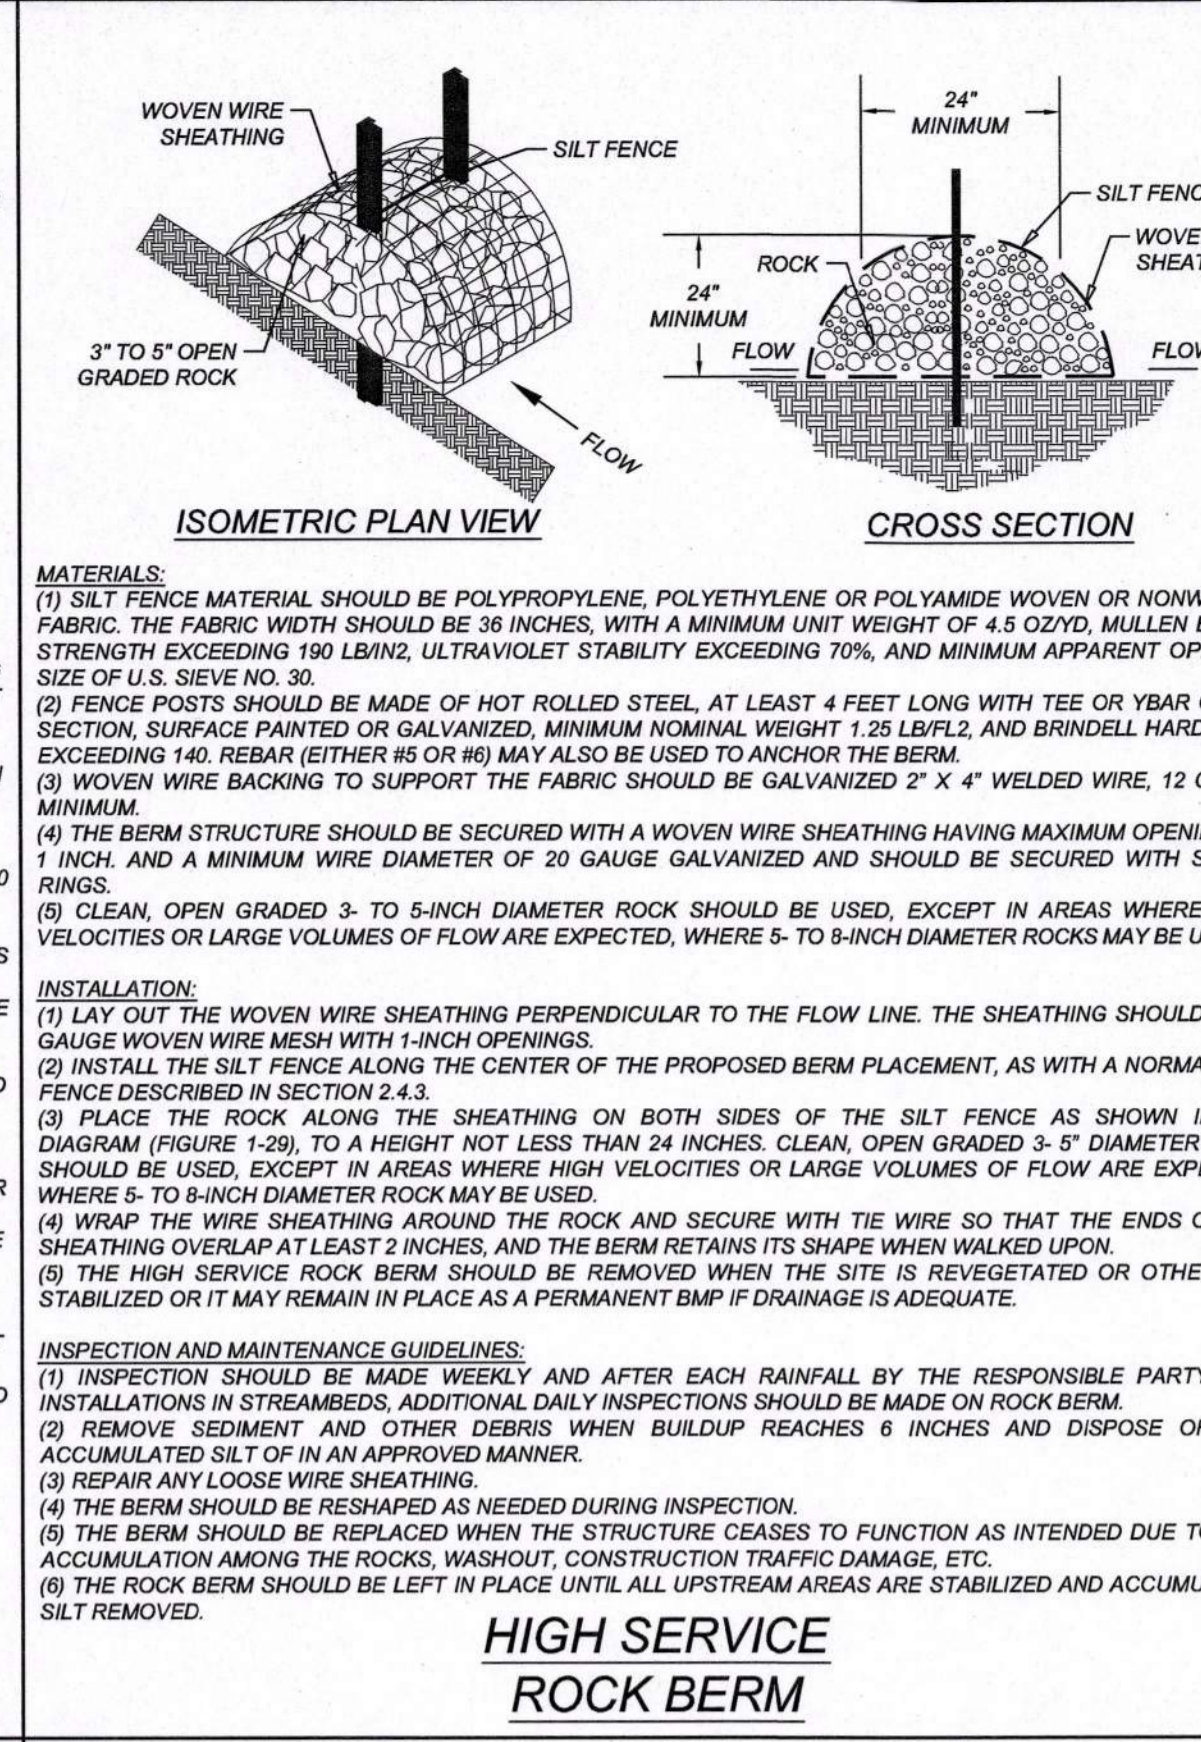 WOVEN WIRE
SHEATHING
SILT FENCE
3" TO 5" OPEN
GRADED ROCK
FLOW
ISOMETRIC PLAN VIEW
24"
MINIMUM
SILT FENC
WOVE
SHEAT
ROCK
24"
MINIMUM
FLOW
FLOW
CROSS SECTION
MATERIALS:
(1) SILT FENCE MATERIAL SHOULD BE POLYPROPYLENE, POLYETHYLENE OR POLYAMIDE WOVEN OR NONW
FABRIC. THE FABRIC WIDTH SHOULD BE 36 INCHES, WITH A MINIMUM UNIT WEIGHT OF 4.5 OZ/YD, MULLEN
STRENGTH EXCEEDING 190 LB/IN2, ULTRAVIOLET STABILITY EXCEEDING 70%, AND MINIMUM APPARENT OP
SIZE OF U.S. SIEVE NO. 30.
(2) FENCE POSTS SHOULD BE MADE OF HOT ROLLED STEEL, AT LEAST 4 FEET LONG WITH TEE OR YBAR
SECTION, SURFACE PAINTED OR GALVANIZED, MINIMUM NOMINAL WEIGHT 1.25 LB/FL2, AND BRINDELL HARD
EXCEEDING 140. REBAR (EITHER #5 OR #6) MAY ALSO BE USED TO ANCHOR THE BERM.
(3) WOVEN WIRE BACKING TO SUPPORT THE FABRIC SHOULD BE GALVANIZED 2" X 4" WELDED WIRE, 12
MINIMUM.
(4) THE BERM STRUCTURE SHOULD BE SECURED WITH A WOVEN WIRE SHEATHING HAVING MAXIMUM OPENI
1 INCH. AND A MINIMUM WIRE DIAMETER OF 20 GAUGE GALVANIZED AND SHOULD BE SECURED WITH S
RINGS.
(5) CLEAN, OPEN GRADED 3- TO 5-INCH DIAMETER ROCK SHOULD BE USED, EXCEPT IN AREAS WHERE
VELOCITIES OR LARGE VOLUMES OF FLOW ARE EXPECTED, WHERE 5- TO 8-INCH DIAMETER ROCKS MAY BE U
INSTALLATION:
(1) LAY OUT THE WOVEN WIRE SHEATHING PERPENDICULAR TO THE FLOW LINE. THE SHEATHING SHOULD
GAUGE WOVEN WIRE MESH WITH 1-INCH OPENINGS.
(2) INSTALL THE SILT FENCE ALONG THE CENTER OF THE PROPOSED BERM PLACEMENT, AS WITH A NORMA
FENCE DESCRIBED IN SECTION 2.4.3.
(3) PLACE THE ROCK ALONG THE SHEATHING ON BOTH SIDES OF THE SILT FENCE AS SHOWN I
DIAGRAM (FIGURE 1-29), TO A HEIGHT NOT LESS THAN 24 INCHES. CLEAN, OPEN GRADED 3- 5" DIAMETER
SHOULD BE USED, EXCEPT IN AREAS WHERE HIGH VELOCITIES OR LARGE VOLUMES OF FLOW ARE EXP
WHERE 5- TO 8-INCH DIAMETER ROCK MAY BE USED.
(4) WRAP THE WIRE SHEATHING AROUND THE ROCK AND SECURE WITH TIE WIRE SO THAT THE ENDS O
SHEATHING OVERLAP AT LEAST 2 INCHES, AND THE BERM RETAINS ITS SHAPE WHEN WALKED UPON.
(5) THE HIGH SERVICE ROCK BERM SHOULD BE REMOVED WHEN THE SITE IS REVEGETATED OR OTHE
STABILIZED OR IT MAY REMAIN IN PLACE AS A PERMANENT BMP IF DRAINAGE IS ADEQUATE.
INSPECTION AND MAINTENANCE GUIDELINES:
(1) INSPECTION SHOULD BE MADE WEEKLY AND AFTER EACH RAINFALL BY THE RESPONSIBLE PARTY
INSTALLATIONS IN STREAMBEDS, ADDITIONAL DAILY INSPECTIONS SHOULD BE MADE ON ROCK BERM.
(2) REMOVE SEDIMENT AND OTHER DEBRIS WHEN BUILDUP REACHES 6 INCHES AND DISPOSE OF
ACCUMULATED SILT OF IN AN APPROVED MANNER.
(3) REPAIR ANY LOOSE WIRE SHEATHING.
(4) THE BERM SHOULD BE RESHAPED AS NEEDED DURING INSPECTION.
(5) THE BERM SHOULD BE REPLACED WHEN THE STRUCTURE CEASES TO FUNCTION AS INTENDED DUE TO
ACCUMULATION AMONG THE ROCKS, WASHOUT, CONSTRUCTION TRAFFIC DAMAGE, ETC.
(6) THE ROCK BERM SHOULD BE LEFT IN PLACE UNTIL ALL UPSTREAM AREAS ARE STABILIZED AND ACCUMU
SILT REMOVED.
HIGH SERVICE
ROCK BERM